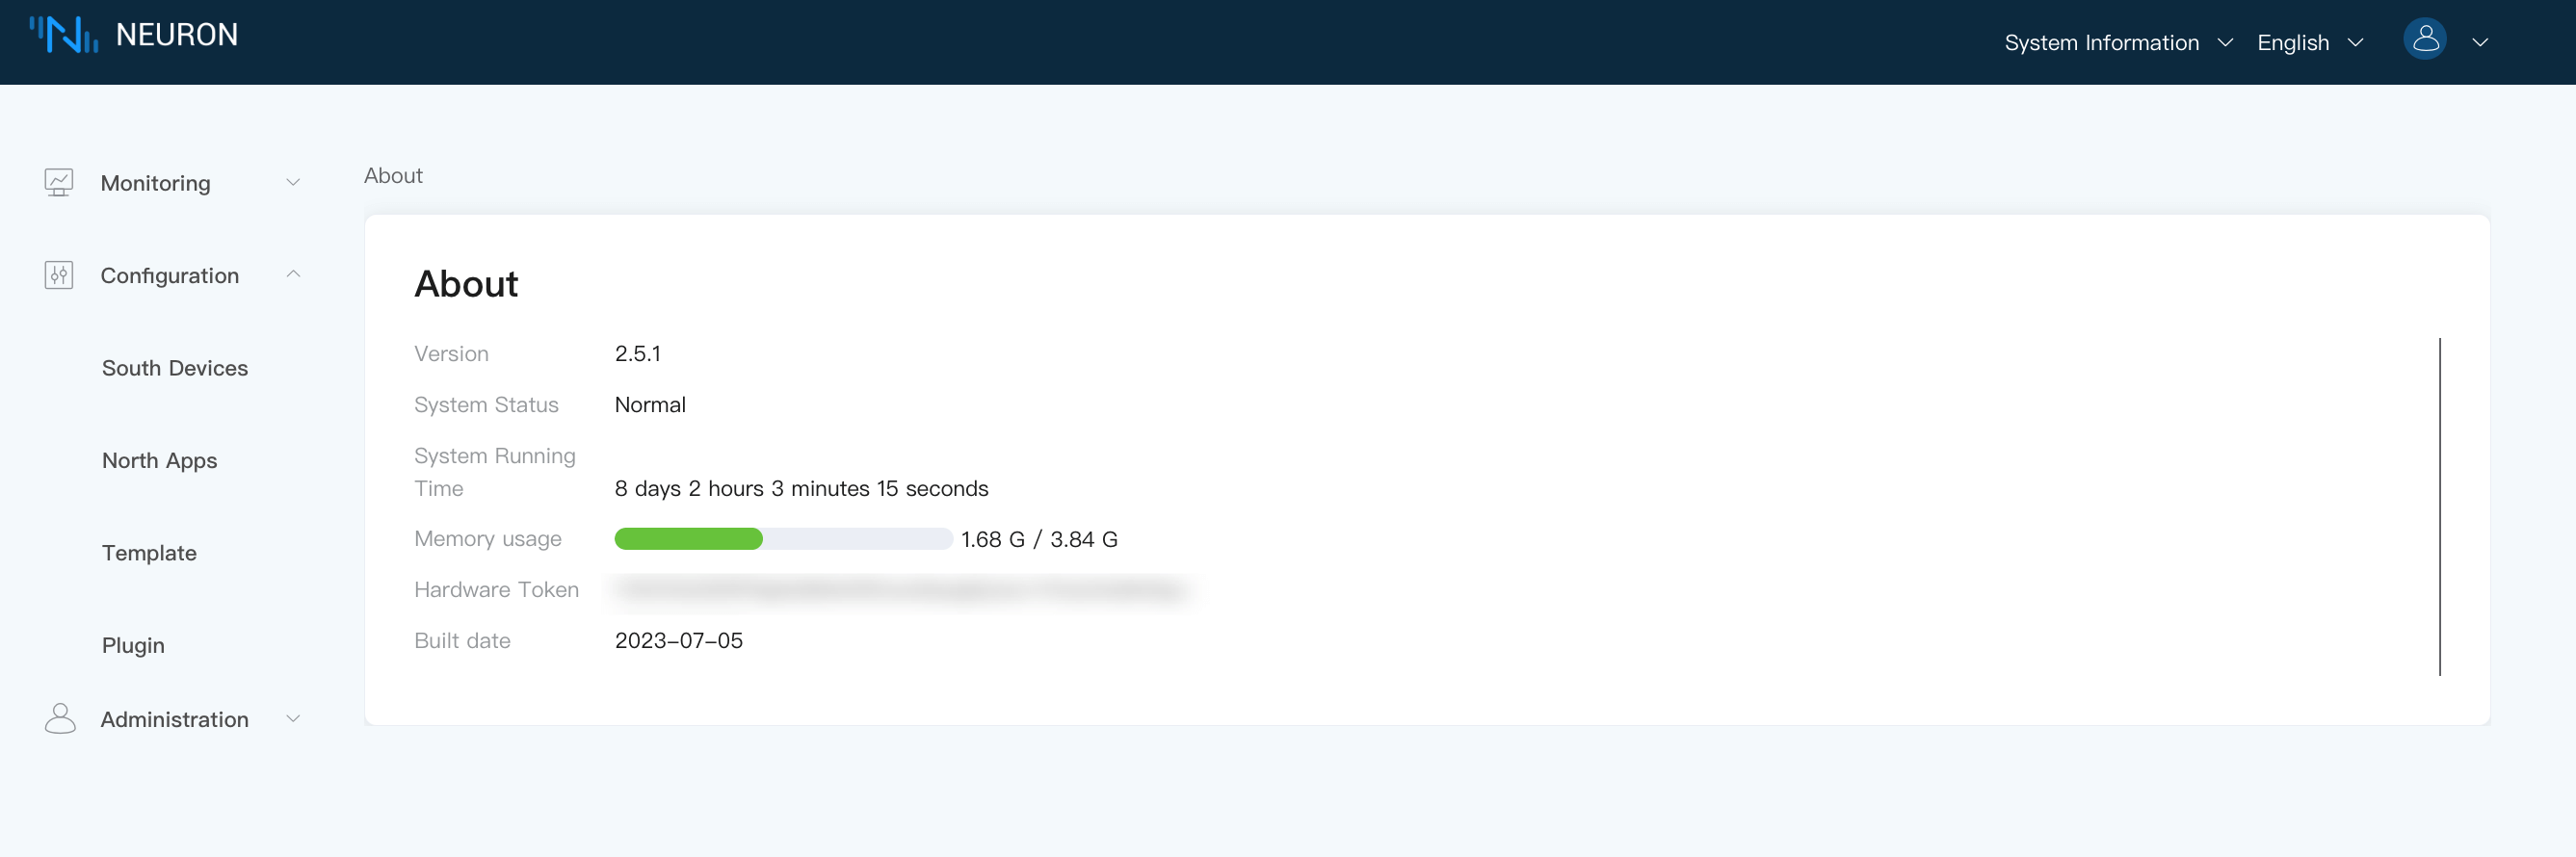 NEURON
System Information
English
Monitoring
Configuration
South Devices
North Apps
Template
Plugin
Administration
About
About
Version 2.5.1
System Status Normal
System Running
Time 8 days 2 hours 3 minutes 15 seconds
Memory usage 1.68 G / 3.84 G
Hardware Token
Built date 2023-07-05